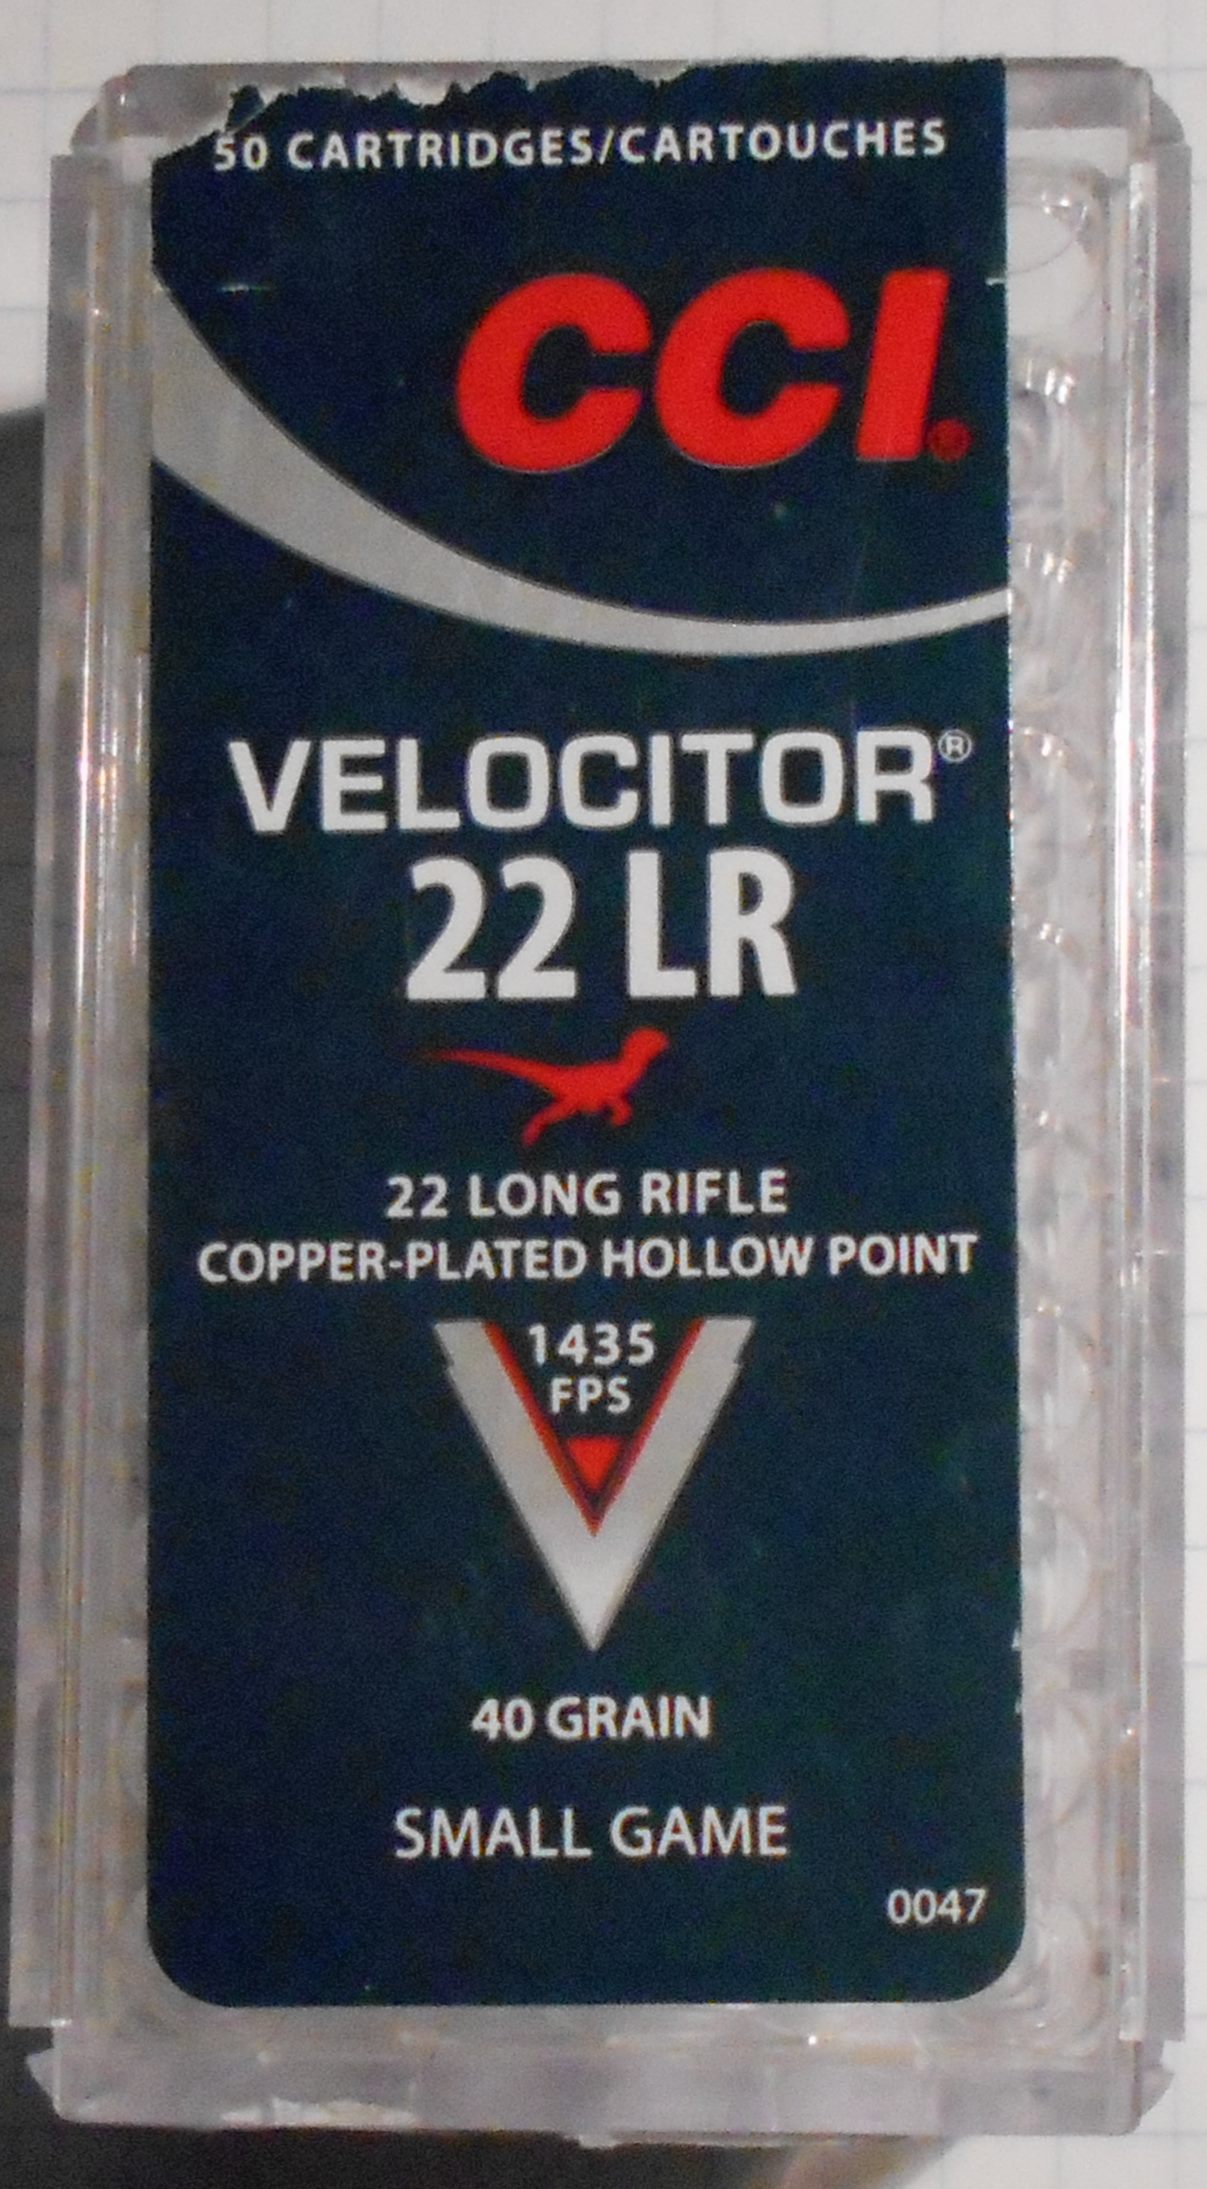 50 CARTRIDGES/CARTOUCHES
CCI.
VELOCITOR®
22 LR
22 LONG RIFLE
COPPER-PLATED HOLLOW POINT
1435
FPS
40 GRAIN
SMALL GAME
0047